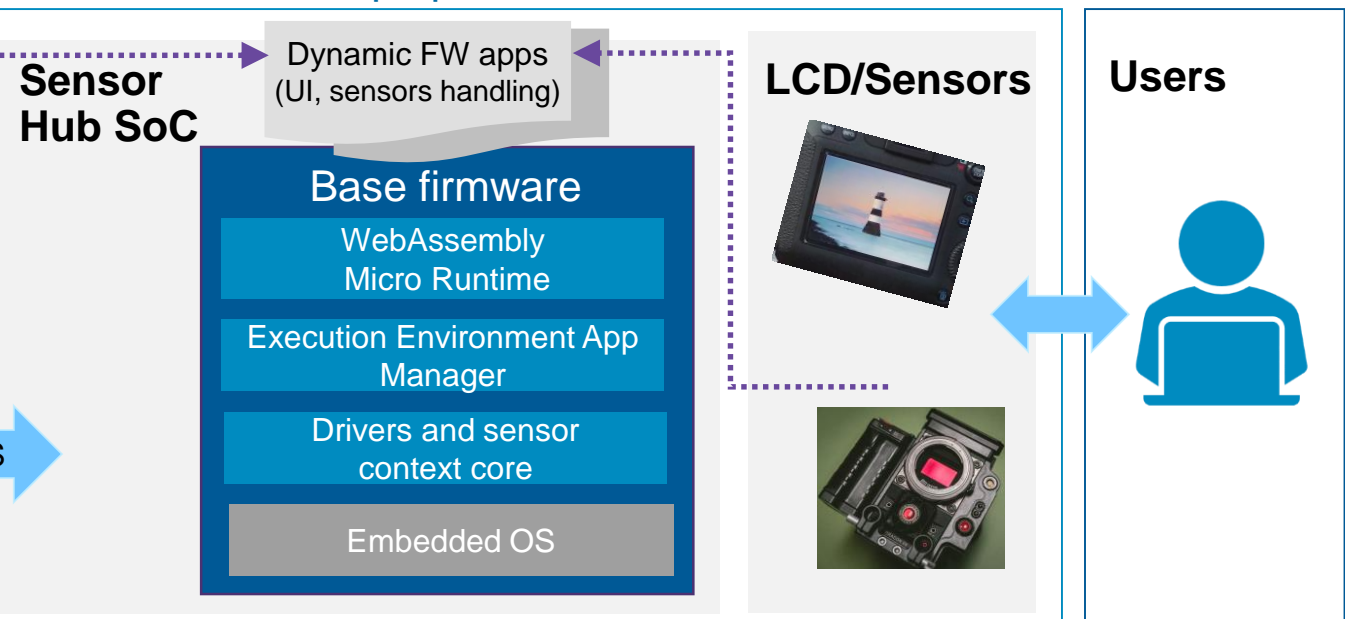 Sensor
Hub SoC
Dynamic FW apps
(UI, sensors handling)
Base firmware
WebAssembly
Micro Runtime
Execution Environment App
Manager
Drivers and sensor
context core
Embedded OS
LCD/Sensors
Users